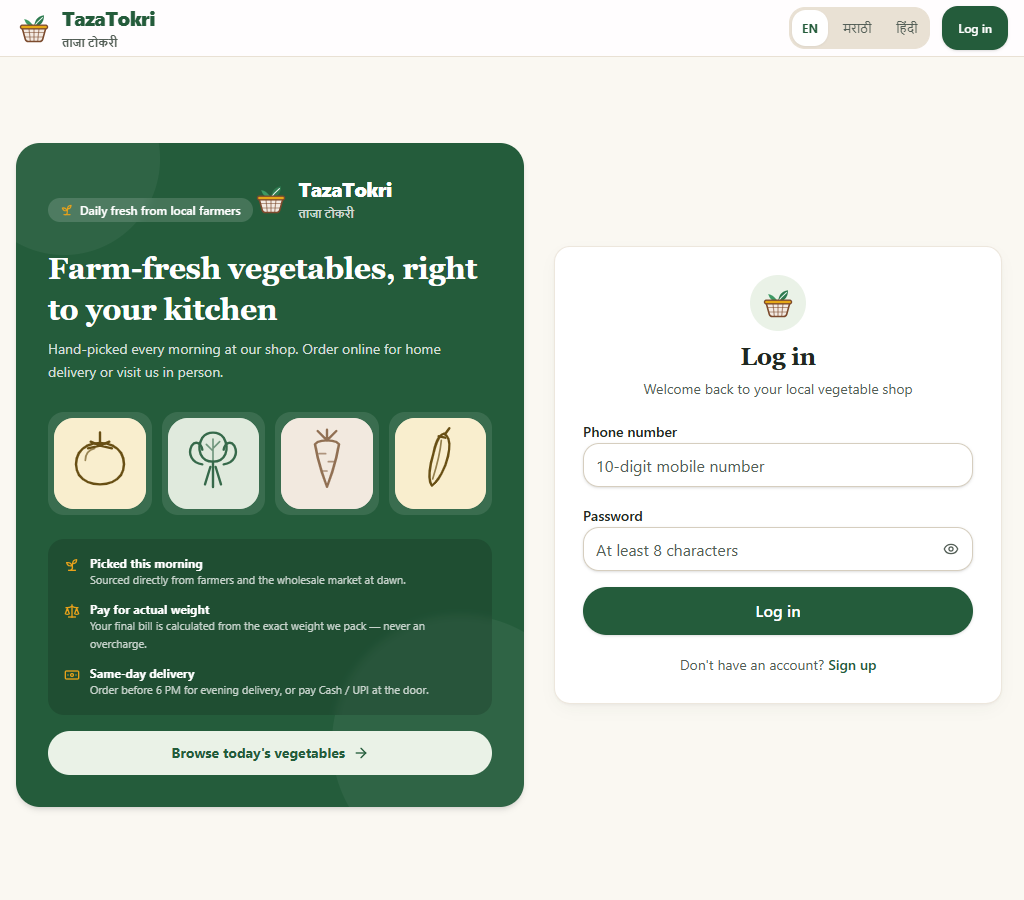 TazaTokri
ताजा टोकरी
EN
मराठी
हिंदी
Log in
Daily fresh from local farmers
TazaTokri
ताजा टोकरी
Farm-fresh vegetables, right
to your kitchen
Hand-picked every morning at our shop. Order online for home
delivery or visit us in person.
Picked this morning
Sourced directly from farmers and the wholesale market at dawn.
Pay for actual weight
Your final bill is calculated from the exact weight we pack — never an
overcharge.
Same-day delivery
Order before 6 PM for evening delivery, or pay Cash / UPI at the door.
Browse today's vegetables →
Log in
Welcome back to your local vegetable shop
Phone number
10-digit mobile number
Password
At least 8 characters
Log in
Don't have an account? Sign up